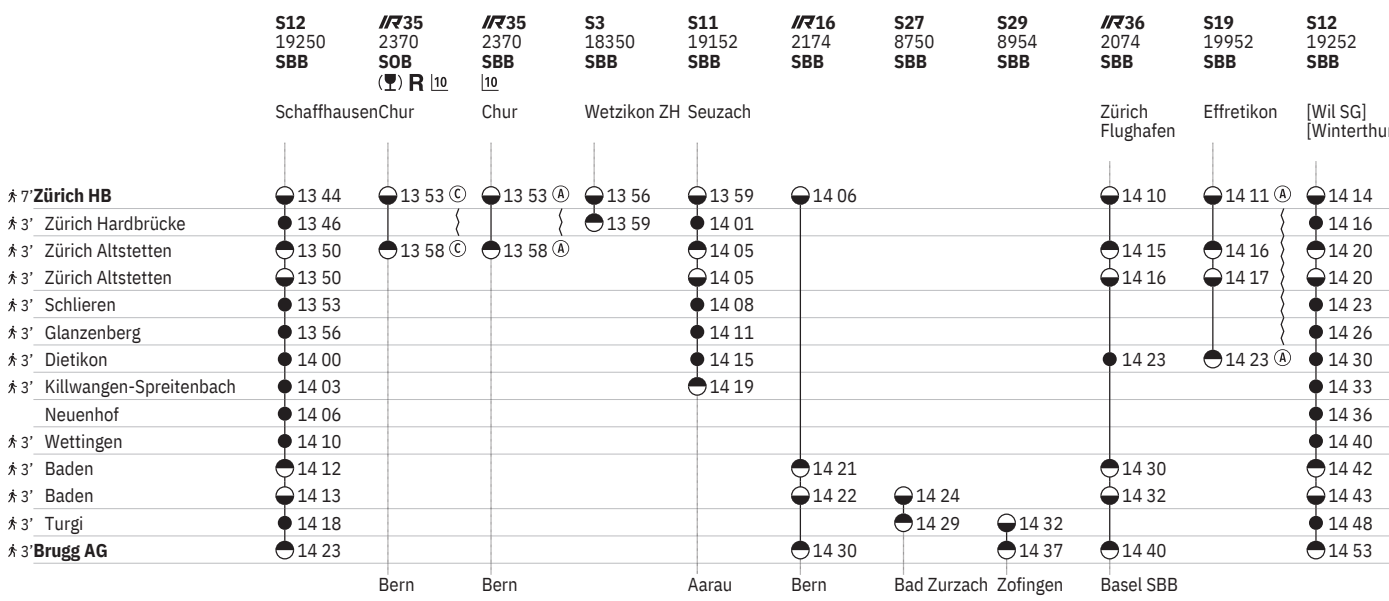 S12 IR35 IR35 S3 S11 IR16 S27 S29 IR36 S19 S12
19250 2370 2370 18350 19152 2174 8750 8954 2074 19952 19252
SBB SOB SBB SBB SBB SBB SBB SBB SBB SBB SBB
R 10 10
Schaffhausen Chur Chur Wetzikon ZH Seuzach Zürich Effretikon [Wil SG]
Flughafen [Winterthur
7' Zürich HB 13 44 13 53 C 13 53 A 13 56 13 59 14 06 14 10 14 11 A 14 14
3' Zürich Hardbrücke 13 46 13 59 14 01 14 16
3' Zürich Altstetten 13 50 13 58 C 13 58 A 14 05 14 15 14 16 14 20
3' Zürich Altstetten 13 50 14 05 14 16 14 17 14 20
3' Schlieren 13 53 14 08 14 23
3' Glanzenberg 13 56 14 11 14 26
3' Dietikon 14 00 14 15 14 23 14 23 A 14 30
3' Killwangen-Spreitenbach 14 03 14 19 14 33
Neuenhof 14 06 14 36
3' Wettingen 14 10 14 40
3' Baden 14 12 14 21 14 30 14 42
3' Baden 14 13 14 22 14 24 14 32 14 43
3' Turgi 14 18 14 29 14 32 14 48
3' Brugg AG 14 23 14 30 14 37 14 40 14 53
Bern Bern Aarau Bern Bad Zurzach Zofingen Basel SBB